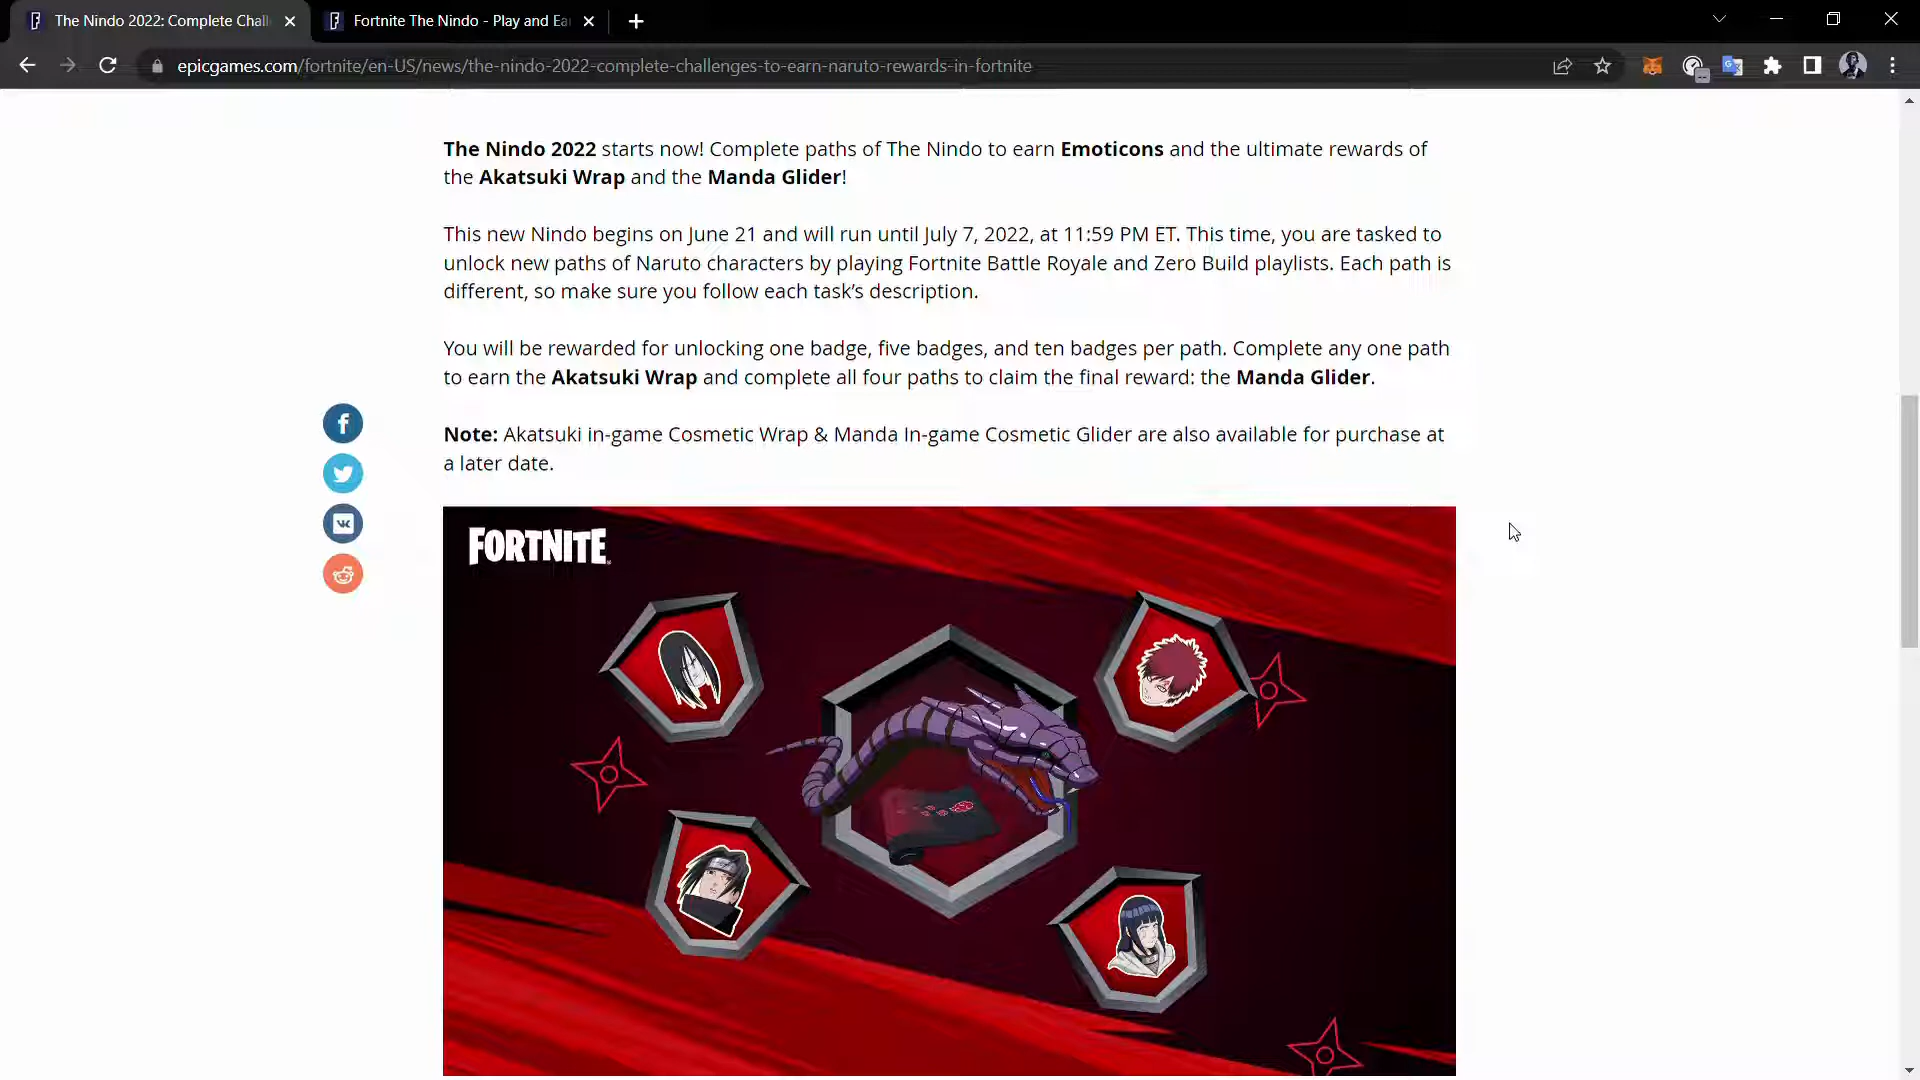 The Nindo 2022: Complete Chall
Fortnite The Nindo - Play and Ea
epicgames.com/fortnite/en-US/news/the-nindo-2022-complete-challenges-to-earn-naruto-rewards-in-fortnite
The Nindo 2022 starts now! Complete paths of The Nindo to earn Emoticons and the ultimate rewards of
the Akatsuki Wrap and the Manda Glider!
This new Nindo begins on June 21 and will run until July 7, 2022, at 11:59 PM ET. This time, you are tasked to
unlock new paths of Naruto characters by playing Fortnite Battle Royale and Zero Build playlists. Each path is
different, so make sure you follow each task’s description.
You will be rewarded for unlocking one badge, five badges, and ten badges per path. Complete any one path
to earn the Akatsuki Wrap and complete all four paths to claim the final reward: the Manda Glider.
Note: Akatsuki in-game Cosmetic Wrap & Manda In-game Cosmetic Glider are also available for purchase at
a later date.
FORTNITE